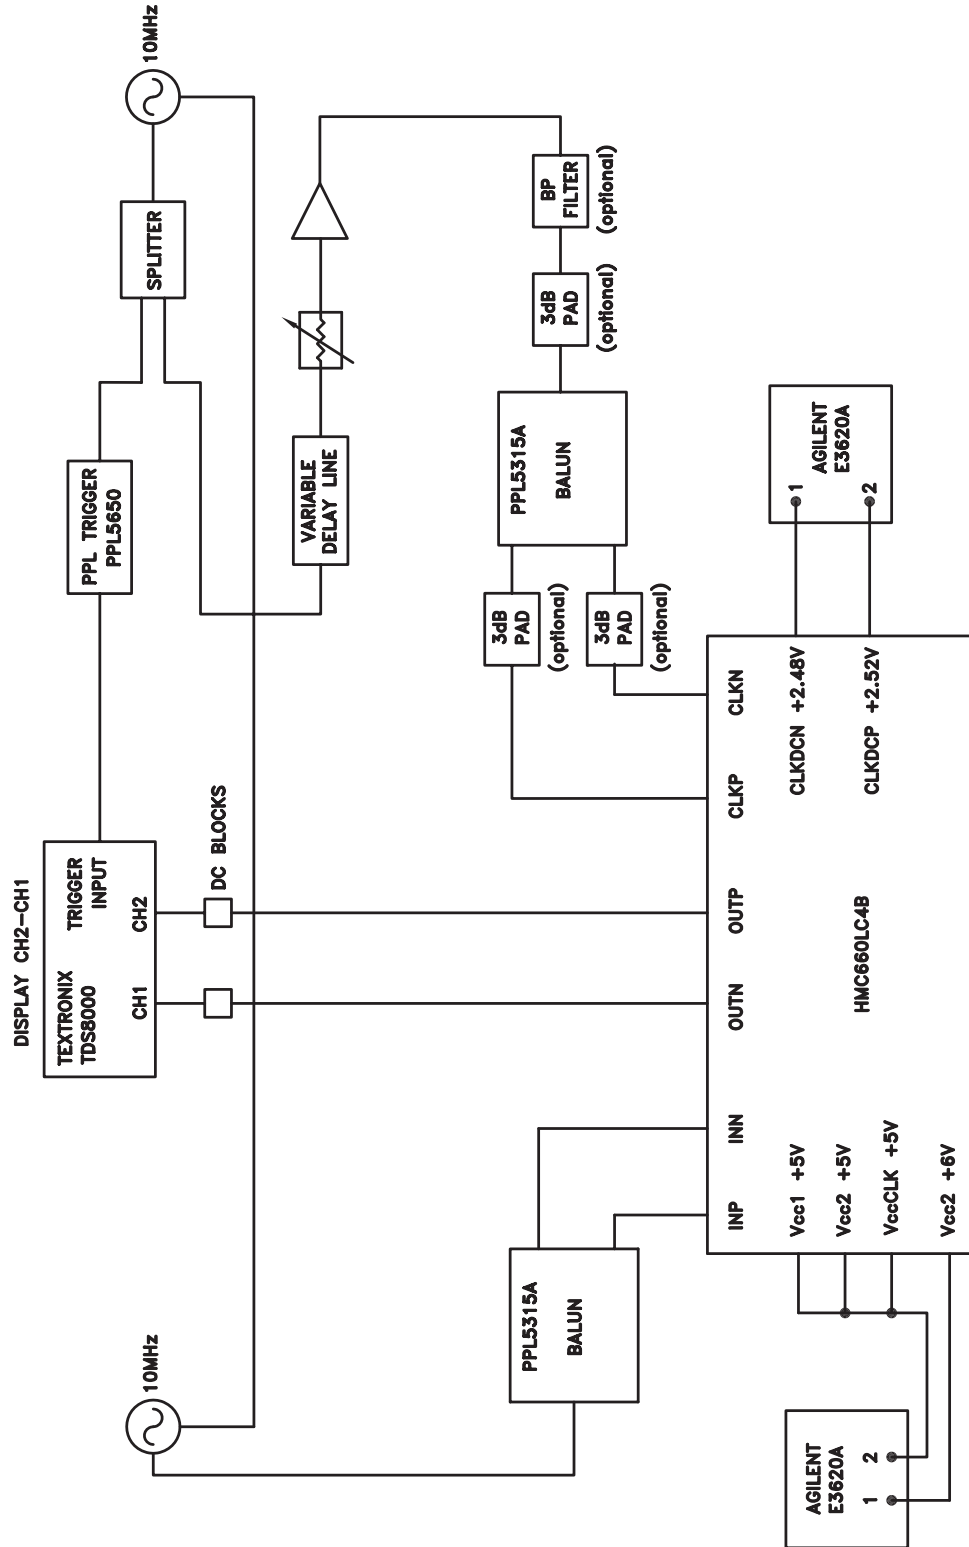 DISPLAY CH2-CH1
TEXTRONIX
TDS8000
TRIGGER
INPUT
CH1
CH2
DC BLOCKS
PPL TRIGGER
PPL5650
SPLITTER
10MHz
10MHz
VARIABLE
DELAY LINE
PPL5315A
BALUN
3dB
PAD
(optional)
3dB
PAD
(optional)
PPL5315A
BALUN
3dB
PAD
(optional)
BP
FILTER
(optional)
INP
INN
OUTN
OUTP
CLKP
CLKN
Vcc1 +5V
Vcc2 +5V
VccCLK +5V
Vcc2 +6V
HMC660LC4B
CLKDCN +2.48V
CLKDCP +2.52V
AGILENT
E3620A
1
2
AGILENT
E3620A
1
2